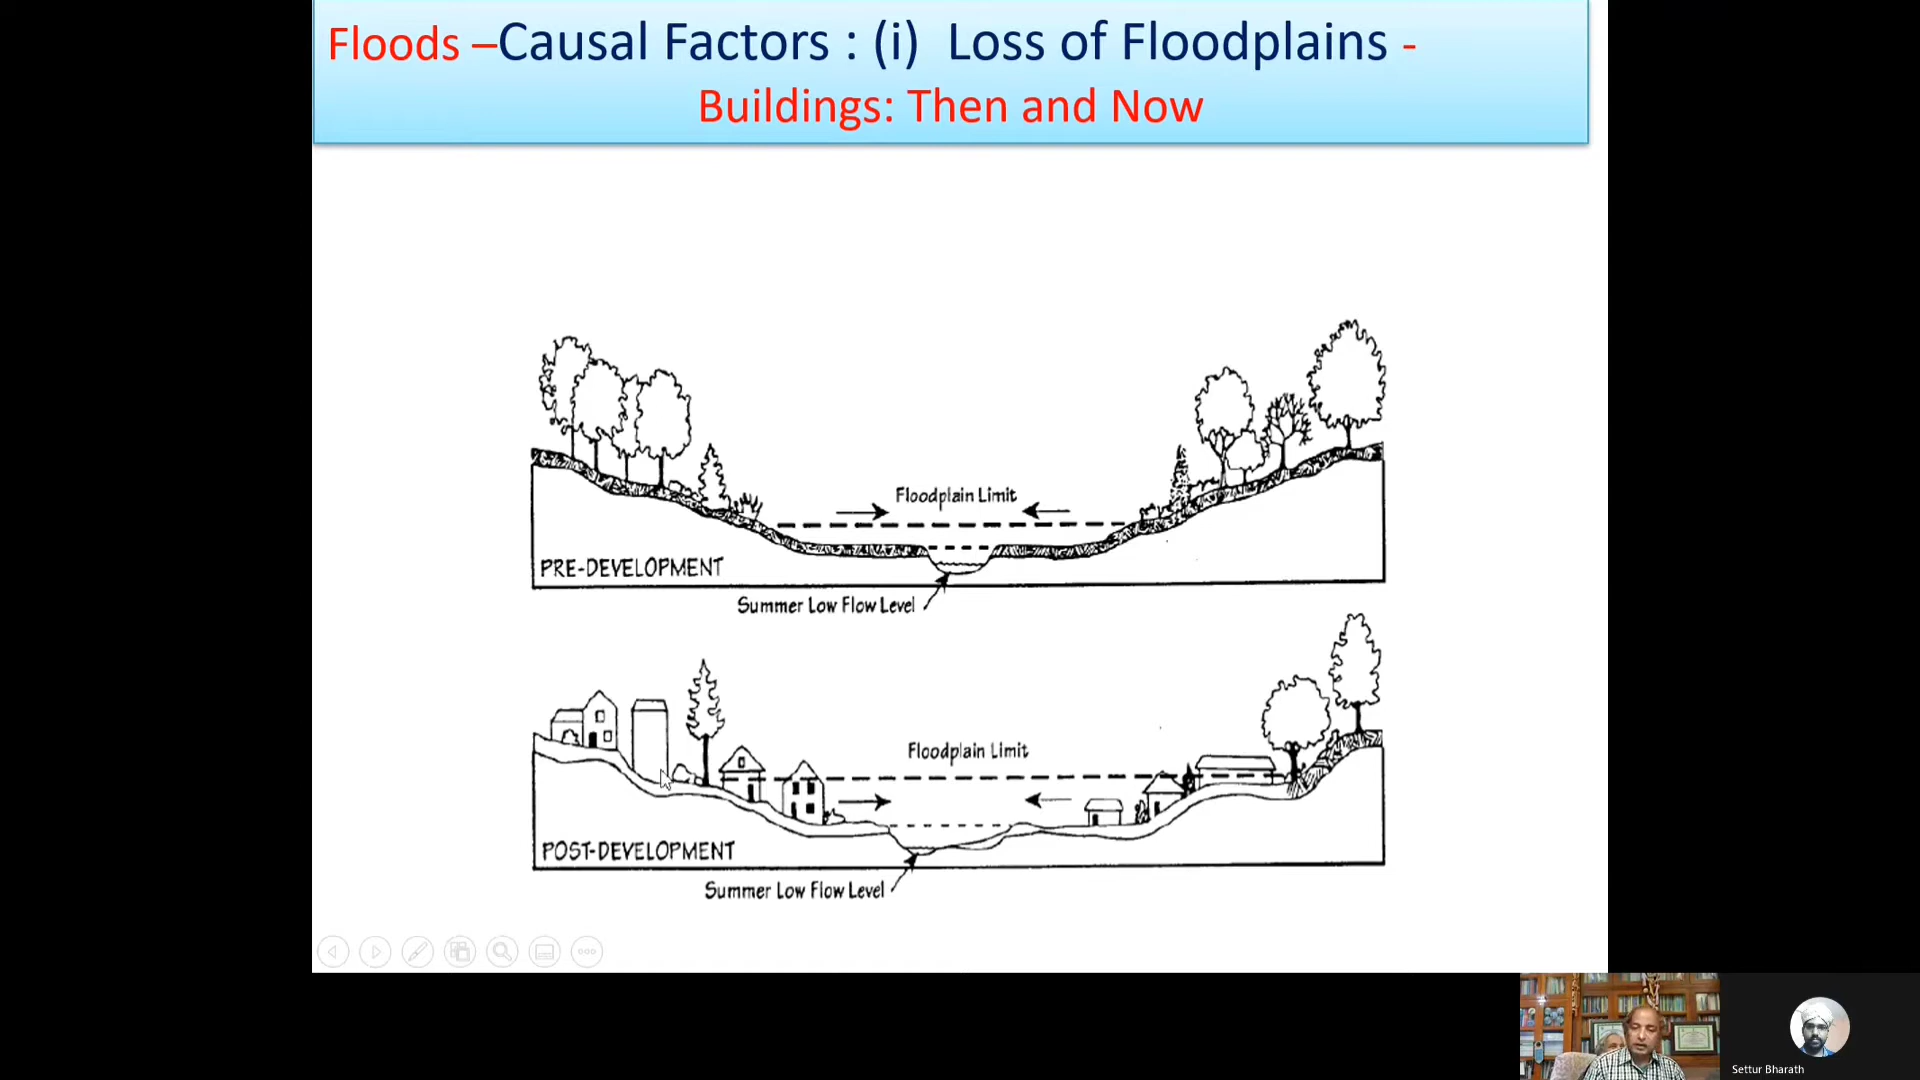 Floods –Causal Factors : (i) Loss of Floodplains -
Buildings: Then and Now
Floodplain Limit
PRE-DEVELOPMENT
Summer Low Flow Level
Floodplain Limit
POST-DEVELOPMENT
Summer Low Flow Level
Settur Bharath